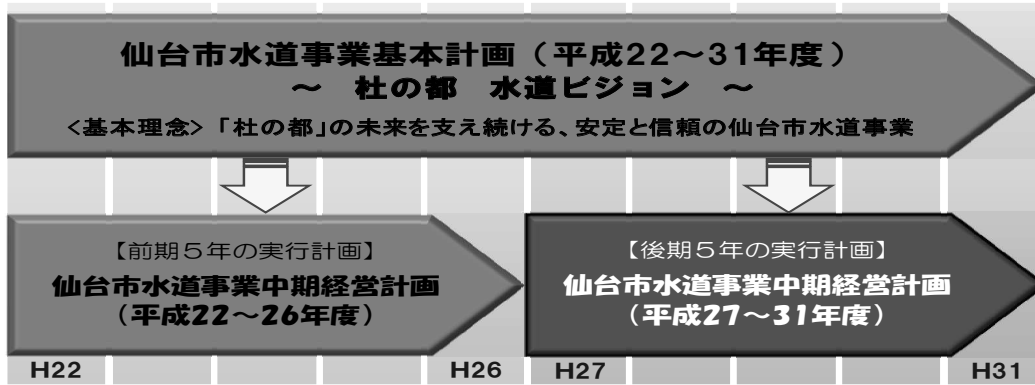 仙台市水道事業基本計画（平成22～31年度）
～　杜の都　水道ビジョン　～
<基本理念>「杜の都」の未来を支え続ける、安定と信頼の仙台市水道事業
【前期５年の実行計画】
仙台市水道事業中期経営計画
（平成22～26年度）
【後期５年の実行計画】
仙台市水道事業中期経営計画
（平成27～31年度）
H22
H26
H27
H31